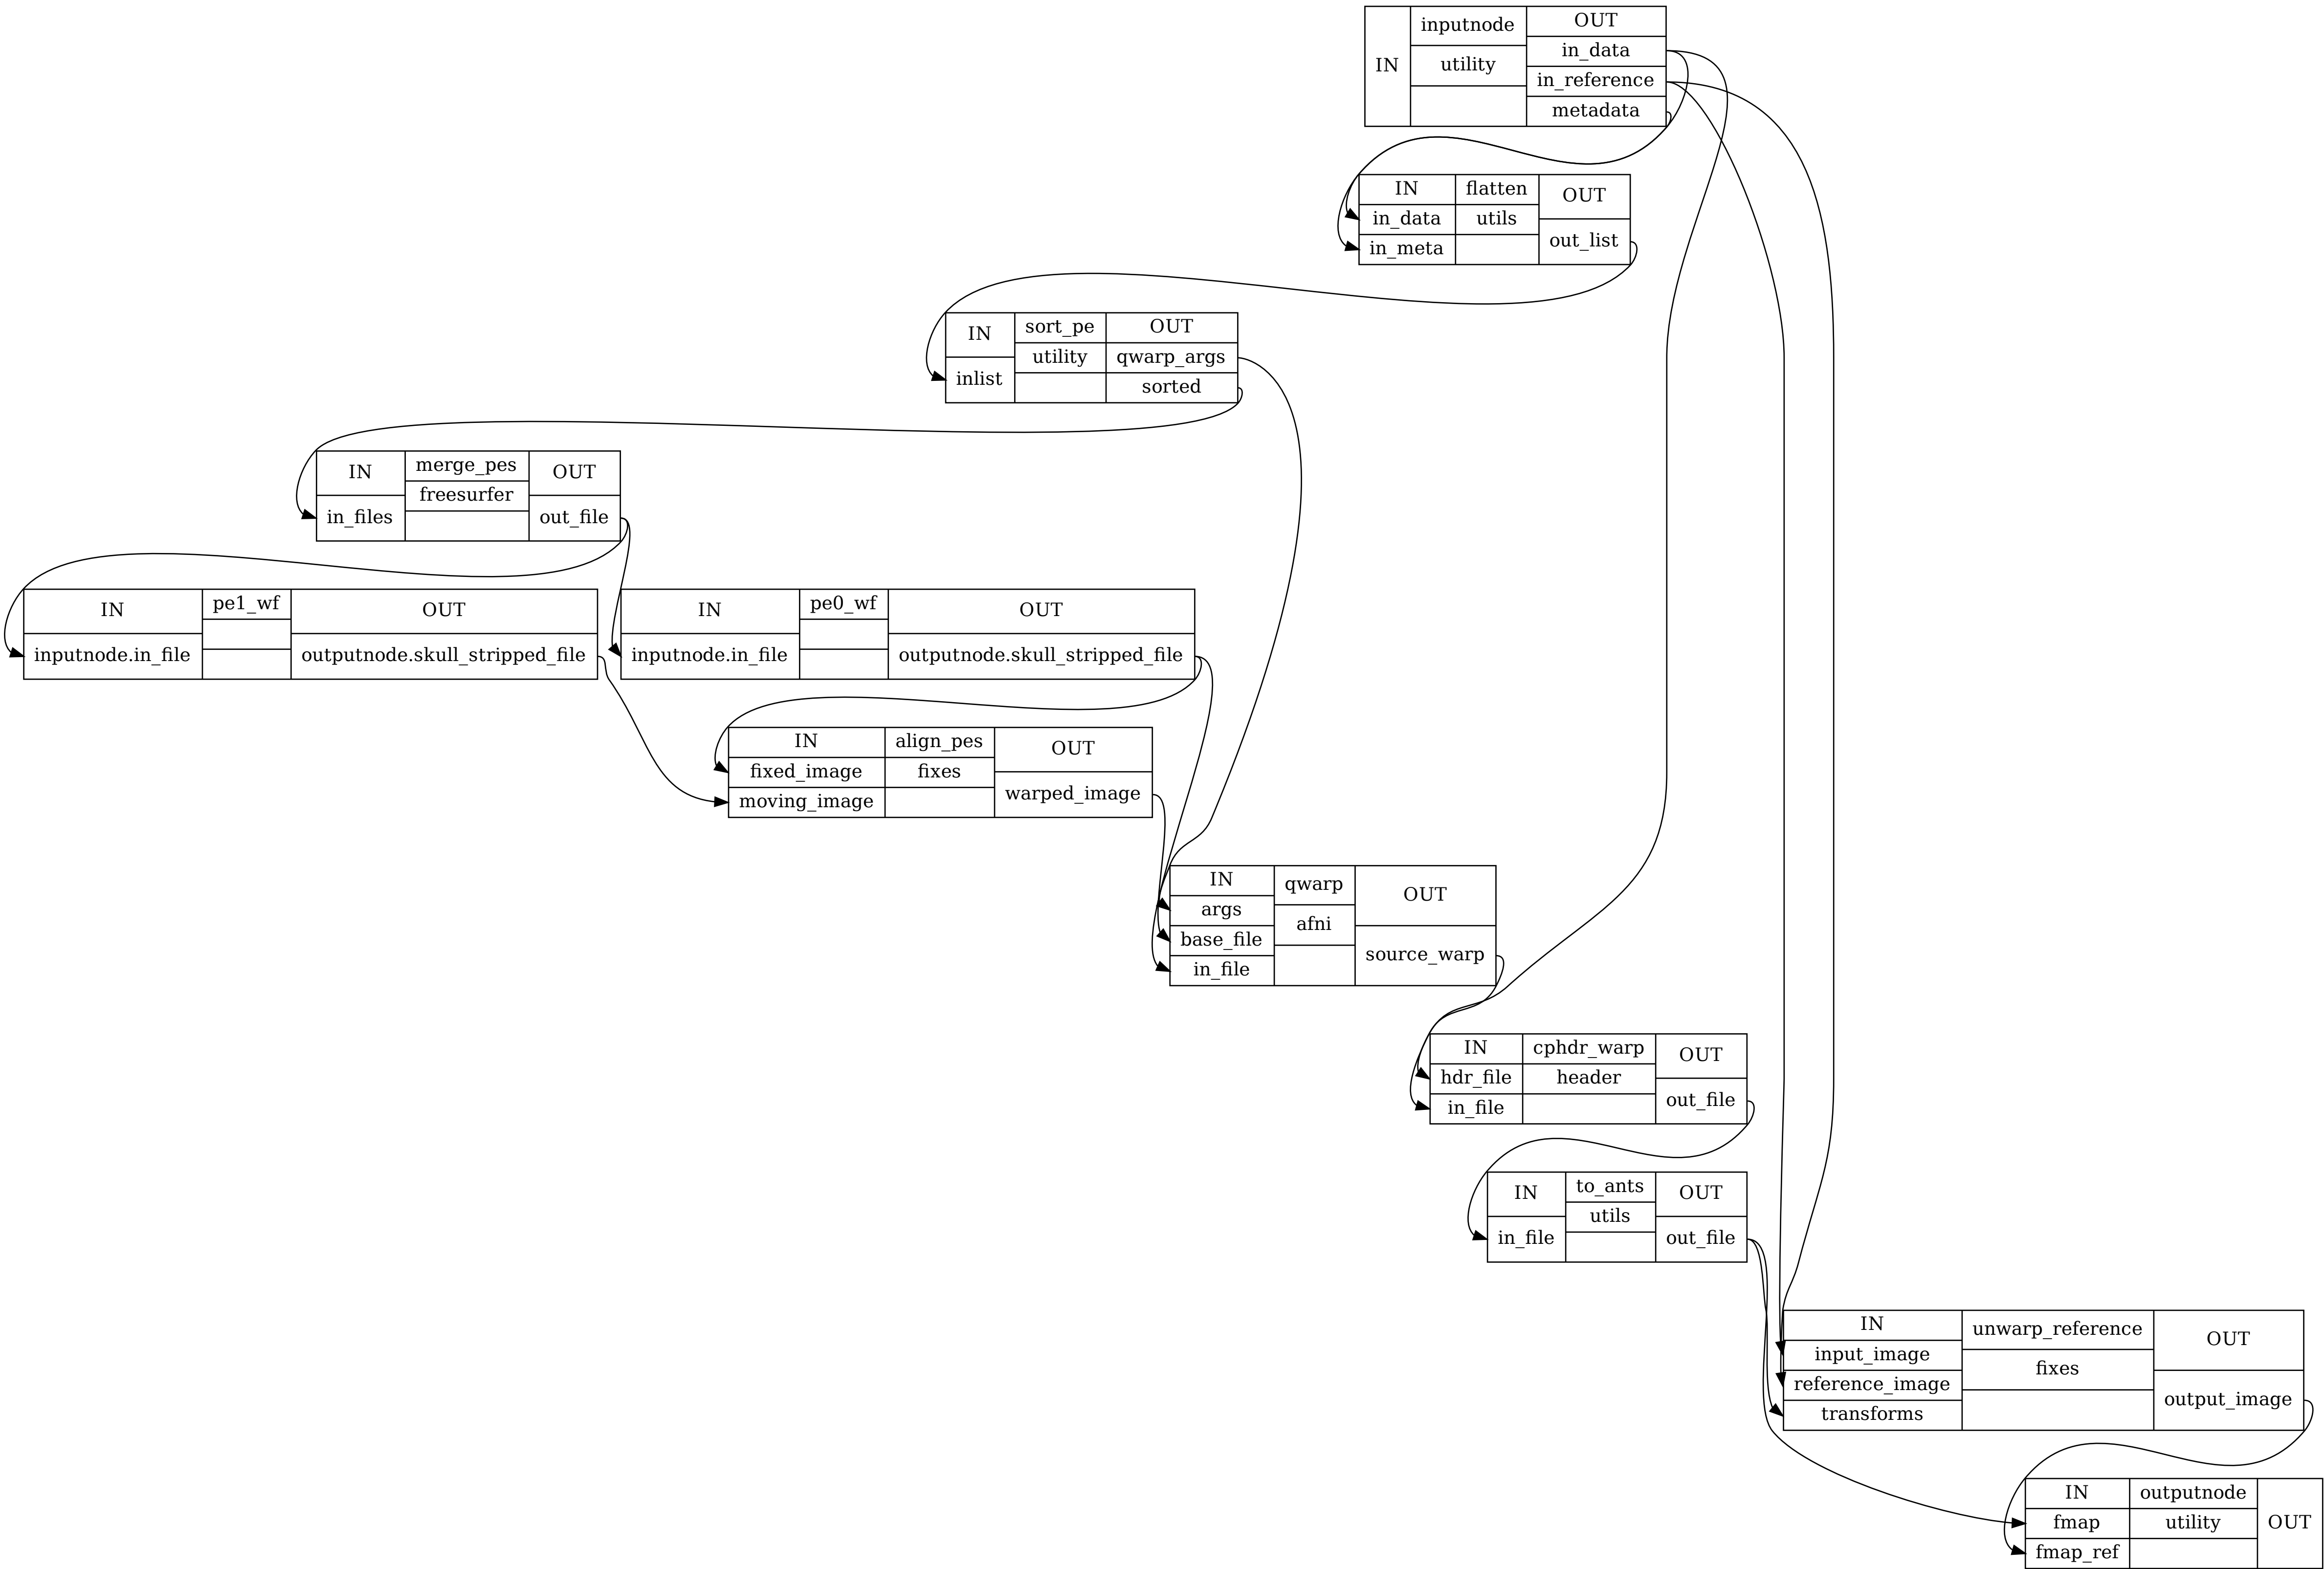 IN
inputnode
utility
OUT
in_data
in_reference
metadata
IN
in_data
in_meta
flatten
utils
OUT
out_list
IN
inlist
sort_pe
utility
OUT
qwarp_args
sorted
IN
in_files
merge_pes
freesurfer
OUT
out_file
IN
inputnode.in_file
pe1_wf
OUT
outputnode.skull_stripped_file
IN
inputnode.in_file
pe0_wf
OUT
outputnode.skull_stripped_file
IN
fixed_image
moving_image
align_pes
fixes
OUT
warped_image
IN
args
base_file
in_file
qwarp
afni
OUT
source_warp
IN
hdr_file
in_file
cphdr_warp
header
OUT
out_file
IN
in_file
to_ants
utils
OUT
out_file
IN
input_image
reference_image
transforms
unwarp_reference
fixes
OUT
output_image
IN
fmap
fmap_ref
outputnode
utility
OUT